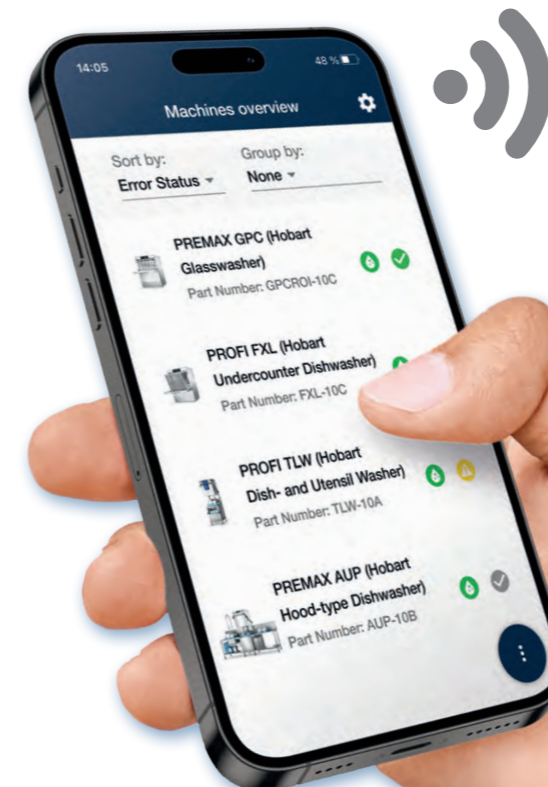 14:05
48 %
Machines overview
Sort by:
Group by:
Error Status
None
PREMAX GPC (Hobart
Glasswasher)
Part Number: GPCROI-10C
PROFI FXL (Hobart
Undercounter Dishwasher)
Part Number: FXL-10C
PROFI TLW (Hobart
Dish- and Utensil Washer)
Part Number: TLW-10A
PREMAX AUP (Hobart
Hood-type Dishwasher)
Part Number: AUP-10B